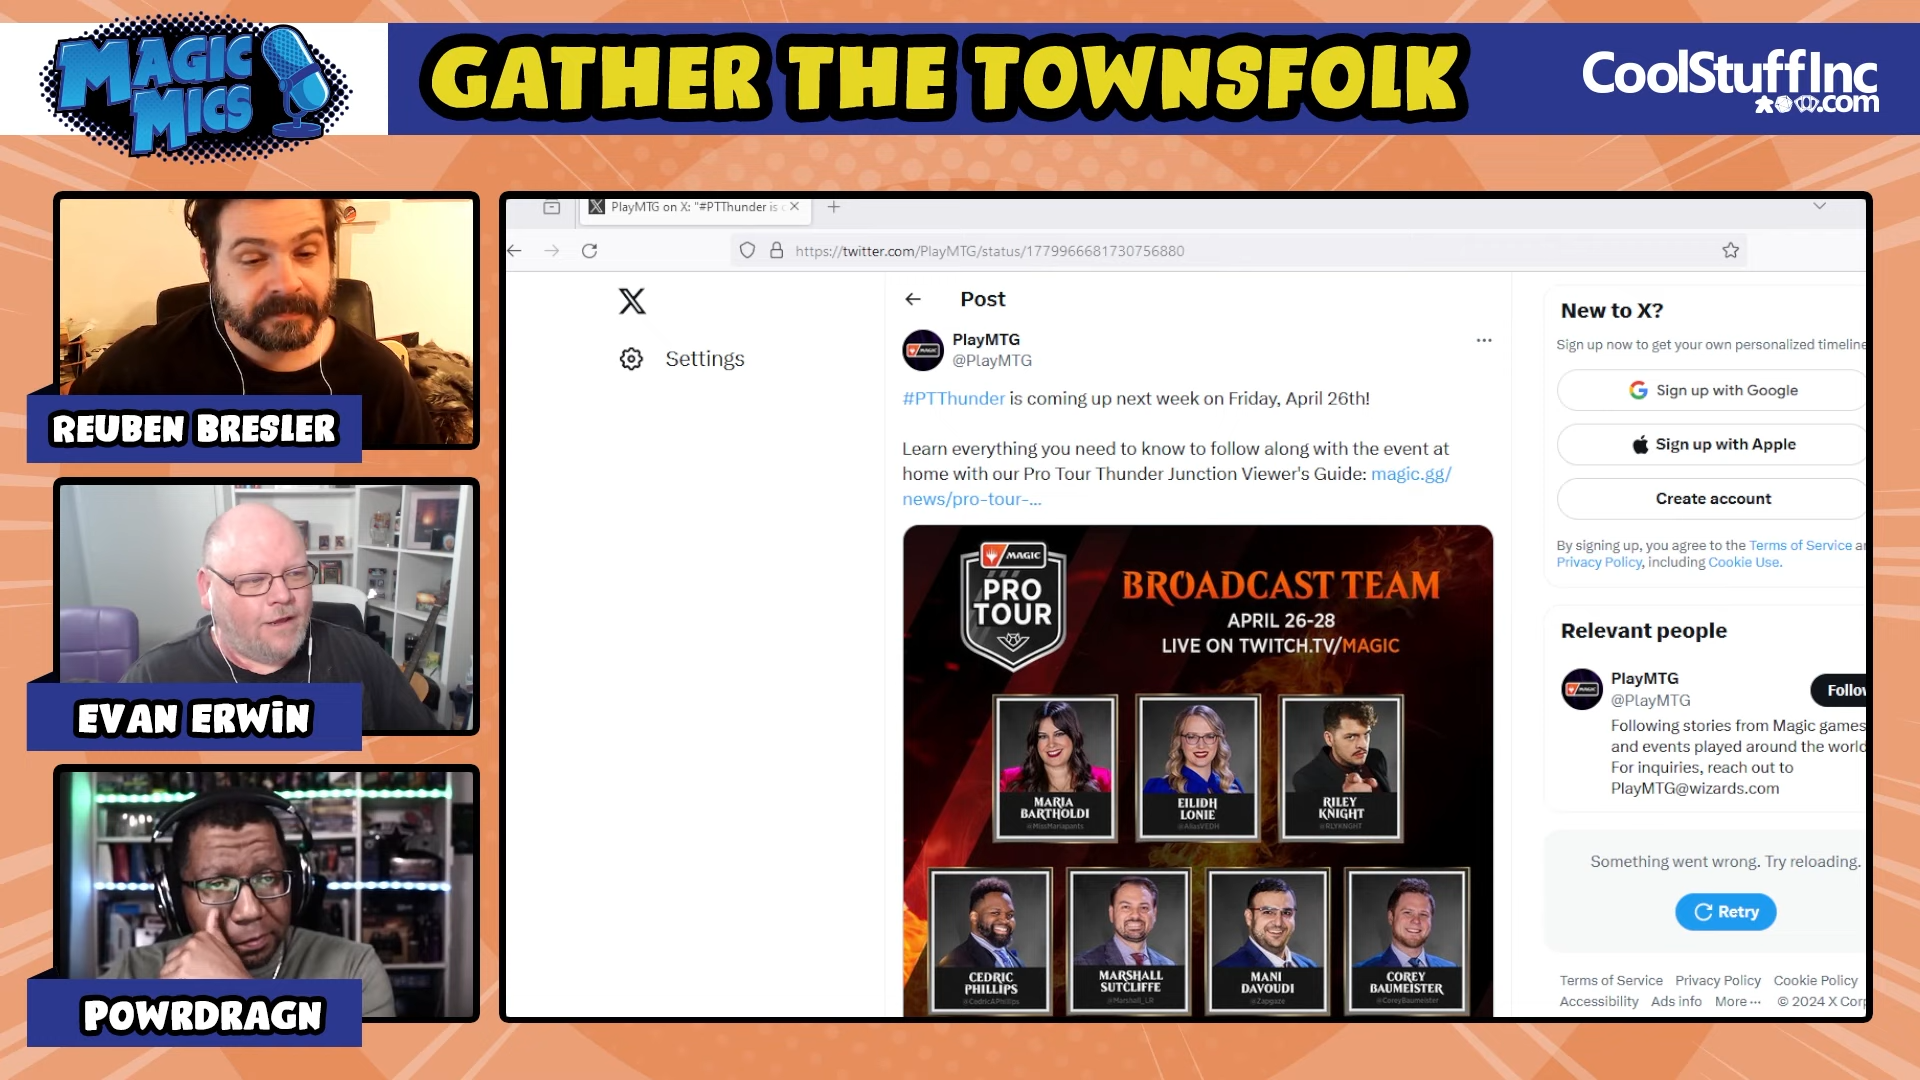 MAGIC MICS
GATHER THE TOWNSFOLK
CoolStuffInc
.com
REUBEN BRESLER
EVAN ERWIN
POWRDRAGN
PlayMTG on X: "#PTThunder is c
https://twitter.com/PlayMTG/status/1779966681730756880
Settings
Post
PlayMTG
@PlayMTG
#PTThunder is coming up next week on Friday, April 26th!
Learn everything you need to know to follow along with the event at
home with our Pro Tour Thunder Junction Viewer's Guide: magic.gg/
news/pro-tour-...
MAGIC
PRO
TOUR
BROADCAST TEAM
APRIL 26-28
LIVE ON TWITCH.TV/MAGIC
MARIA
BARTHOLDI
@MissMariapants
EILIDH
LONIE
@AliasVEDH
RILEY
KNIGHT
@RLYKNGHT
CEDRIC
PHILLIPS
@CedricAPhillips
MARSHALL
SUTCLIFFE
@Marshall_LR
MANI
DAVOUDI
@Zapgaze
COREY
BAUMEISTER
@CoreyBaumeister
New to X?
Sign up now to get your own personalized timeline
Sign up with Google
Sign up with Apple
Create account
By signing up, you agree to the Terms of Service a
Privacy Policy, including Cookie Use.
Relevant people
PlayMTG
@PlayMTG
Follow
Following stories from Magic games
and events played around the world
For inquiries, reach out to
PlayMTG@wizards.com
Something went wrong. Try reloading.
Retry
Terms of Service Privacy Policy Cookie Policy
Accessibility Ads info More ··· © 2024 X Corp